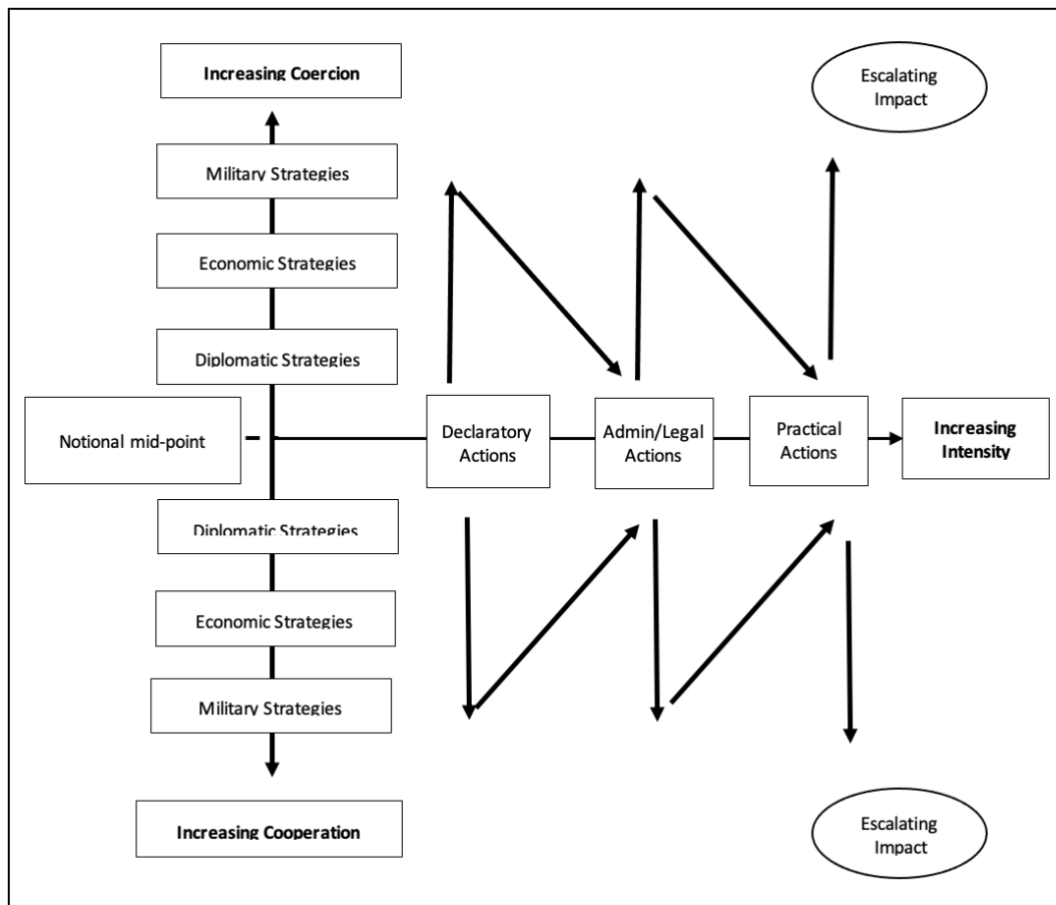 Increasing Coercion
Escalating
Impact
Military Strategies
Economic Strategies
Diplomatic Strategies
Notional mid-point
Declaratory
Actions
Admin/Legal
Actions
Practical
Actions
Increasing
Intensity
Diplomatic Strategies
Economic Strategies
Military Strategies
Increasing Cooperation
Escalating
Impact